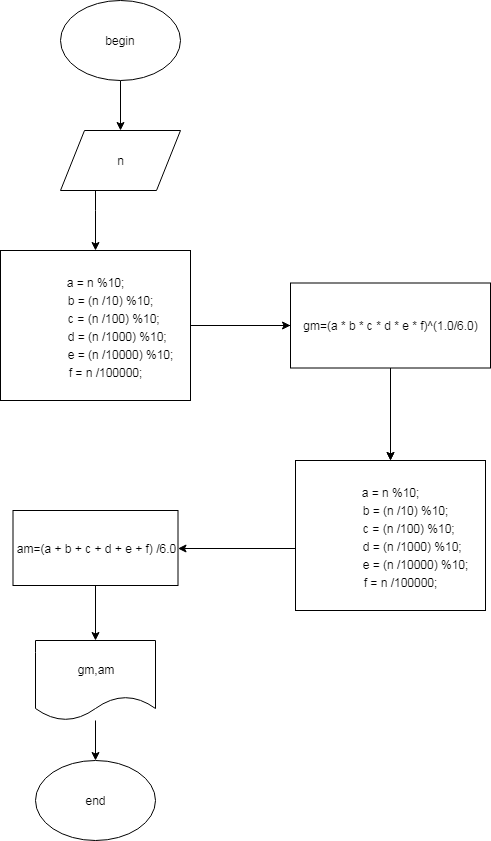 begin
n
a = n %10;
b = (n /10) %10;
c = (n /100) %10;
d = (n /1000) %10;
e = (n /10000) %10;
f = n /100000;
gm=(a * b * c * d * e * f)^(1.0/6.0)
a = n %10;
b = (n /10) %10;
c = (n /100) %10;
d = (n /1000) %10;
e = (n /10000) %10;
f = n /100000;
am=(a + b + c + d + e + f) /6.0
gm,am
end